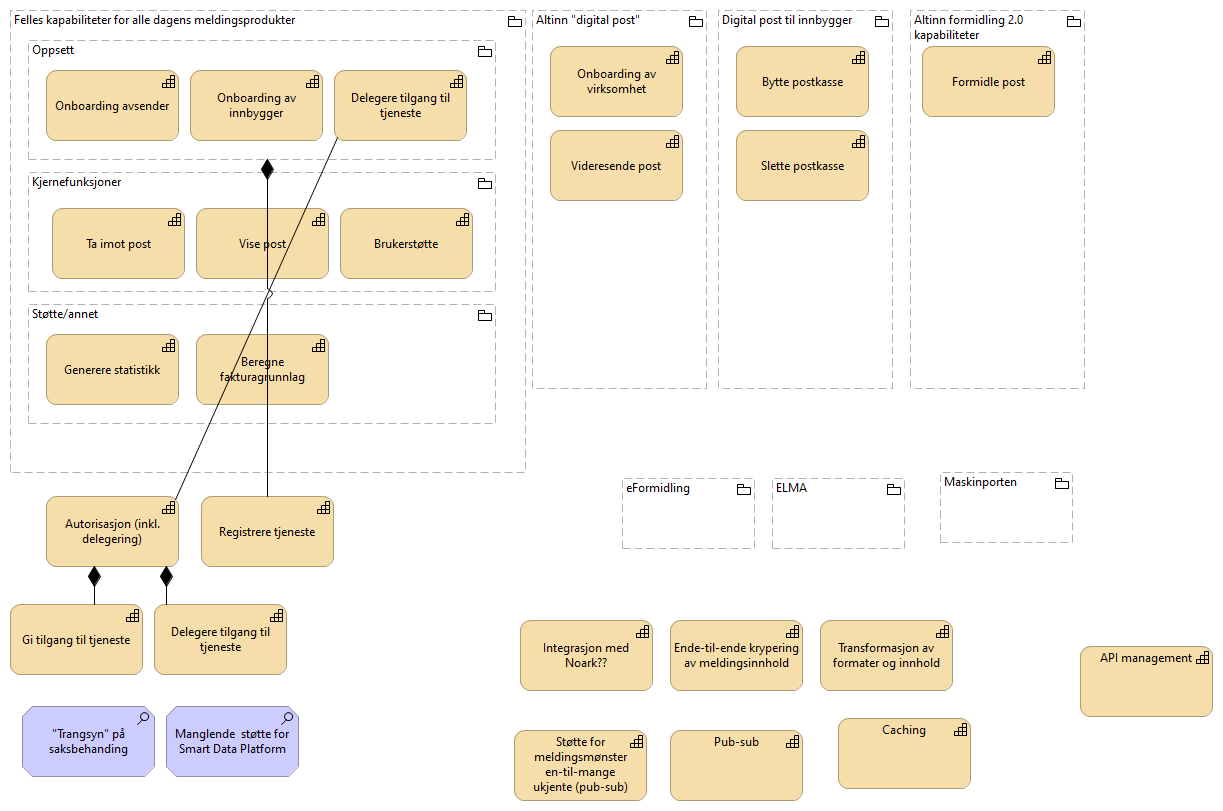 Felles kapabiliteter for alle dagens meldingsprodukter
Oppsett
Onboarding avsender
Onboarding av
innbygger
Delegere tilgang til
tjeneste
Kjernefunksjoner
Ta imot post
Vise post
Brukerstøtte
Støtte/annet
Generere statistikk
Beregne
fakturagrunnlag
Altinn "digital post"
Onboarding av
virksomhet
Videresende post
Digital post til innbygger
Bytte postkasse
Slette postkasse
Altinn formidling 2.0
kapabiliteter
Formidle post
Autorisasjon (inkl.
delegering)
Registrere tjeneste
eFormidling
ELMA
Maskinporten
Gi tilgang til tjeneste
Delegere tilgang til
tjeneste
Integrasjon med
Noark??
Ende-til-ende krypering
av meldingsinnhold
Transformasjon av
formater og innhold
API management
"Trangsyn" på
saksbehanding
Manglende støtte for
Smart Data Platform
Støtte for
meldingsmønster
en-til-mange
ukjente (pub-sub)
Pub-sub
Caching